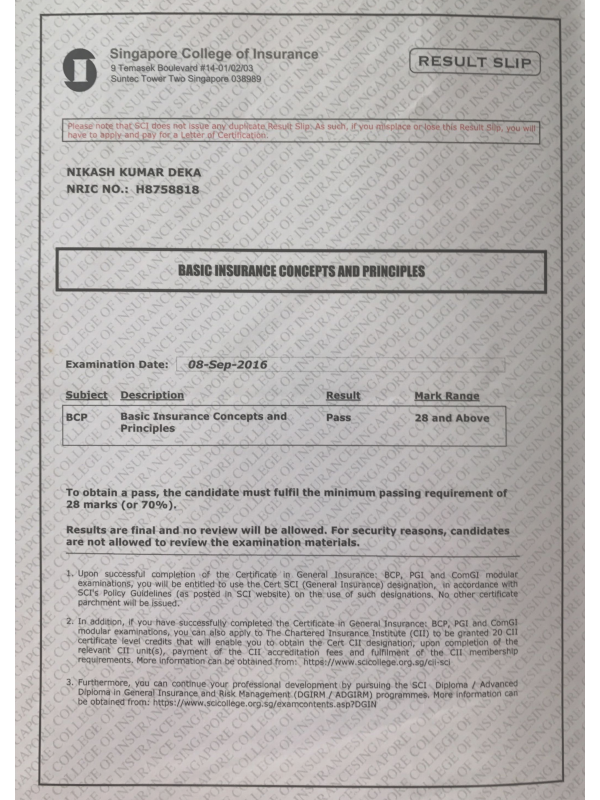 Singapore College of Insurance
9 Temasek Boulevard #14-01/02/03
Suntec Tower Two Singapore 038989
RESULT SLIP
Please note that SCI does not issue any duplicate Result Slip. As such, if you misplace or lose this Result Slip, you will
have to apply and pay for a Letter of Certification.
NIKASH KUMAR DEKA
NRIC NO.: H8758818
BASIC INSURANCE CONCEPTS AND PRINCIPLES
Examination Date: 08-Sep-2016
Subject Description Result Mark Range
BCP Basic Insurance Concepts and Pass 28 and Above
Principles
To obtain a pass, the candidate must fulfil the minimum passing requirement of
28 marks (or 70%).
Results are final and no review will be allowed. For security reasons, candidates
are not allowed to review the examination materials.
1. Upon successful completion of the Certificate in General Insurance: BCP, PGI and ComGI modular
examinations, you will be entitled to use the Cert SCI (General Insurance) designation, in accordance with
SCI's Policy Guidelines (as posted in SCI website) on the use of such designations. No other certificate
parchment will be issued.
2. In addition, if you have successfully completed the Certificate in General Insurance: BCP, PGI and ComGI
modular examinations, you can also apply to The Chartered Insurance Institute (CII) to be granted 20 CII
certificate level credits that will enable you to obtain the Cert CII designation, upon completion of the
relevant CII unit(s), payment of the CII accreditation fees and fulfilment of the CII membership
requirements. More information can be obtained from: https://www.scicollege.org.sg/cii-sci
3. Furthermore, you can continue your professional development by pursuing the SCI Diploma / Advanced
Diploma in General Insurance and Risk Management (DGIRM / ADGIRM) programmes. More information can
be obtained from: https://www.scicollege.org.sg/examcontents.asp?DGIN